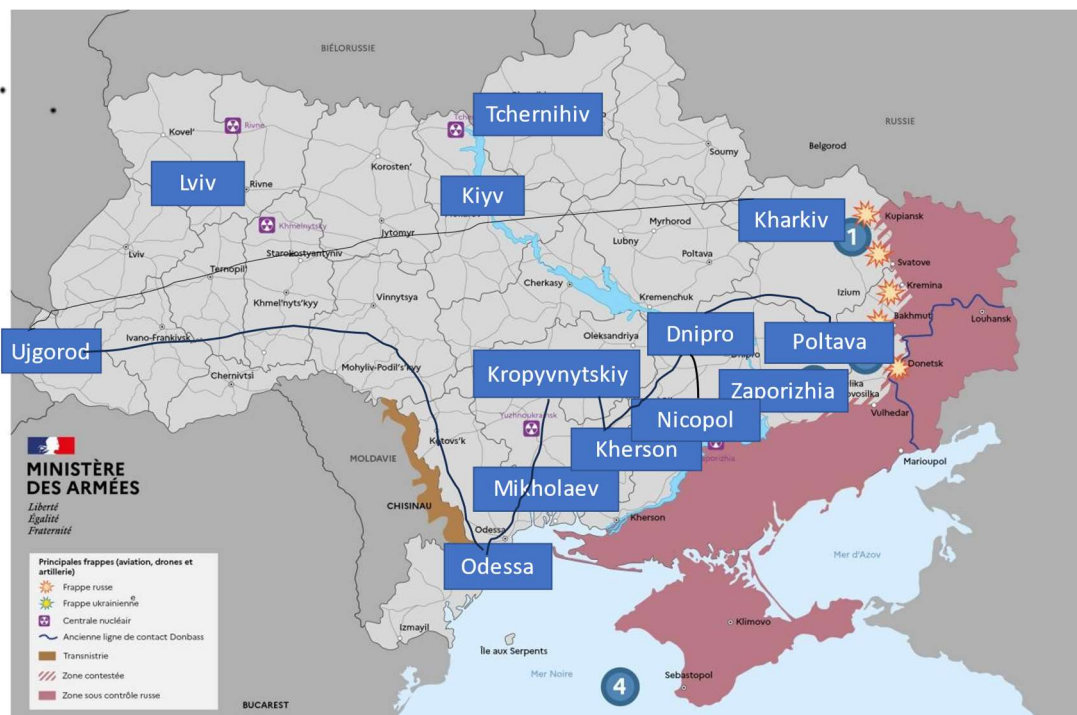 BIÉLORUSSIE
Tchernihiv
Kovel'
Rivne
RUSSIE
Soumy
Belgorod
Korosten'
Lviv
Rivne
Kiyv
Kharkiv
Kupiansk
1
Khmelnytsky
Jytomyr
Myrhorod
Lubny
Lviv
Starokostyantyniv
Poltava
Svatove
Ternopil'
Cherkasy
Izium
Kremina
Khmel'nyts'kyy
Vinnytsya
Kremenchuk
Bakhmut
Louhansk
Ujgorod
Ivano-Frankivsk
Oleksandriya
Dnipro
Poltava
Dnipro
Mohyliv-Podil's'kyy
Donetsk
Chernivtsi
Kropyvnytskiy
Zaporizhia
Vulhedar
Nicopol
Yuzhnoukrainsk
Kherson
Kotovs'k
MOLDAVIE
Marioupol
MINISTÈRE
DES ARMÉES
Liberté
Égalité
Fraternité
Mikholaev
CHISINAU
Kherson
Odessa
Odessa
Mer d'Azov
Principales frappes (aviation, drones et
artillerie)
Frappe russe
Frappe ukrainienne
Centrale nucléair
e
Ancienne ligne de contact Donbass
Transnistrie
Zone contestée
Zone sous contrôle russe
Izmayil
Île aux Serpents
Klimovo
Mer Noire
4
Sebastopol
BUCAREST